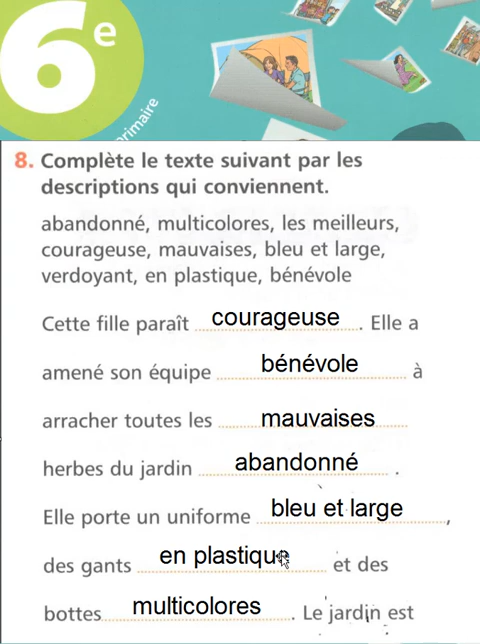 6e
primaire
8. Complète le texte suivant par les
descriptions qui conviennent.
abandonné, multicolores, les meilleurs,
courageuse, mauvaises, bleu et large,
verdoyant, en plastique, bénévole
Cette fille paraît courageuse. Elle a
amené son équipe bénévole à
arracher toutes les mauvaises
herbes du jardin abandonné.
Elle porte un uniforme bleu et large,
des gants en plastique et des
bottes multicolores. Le jardin est